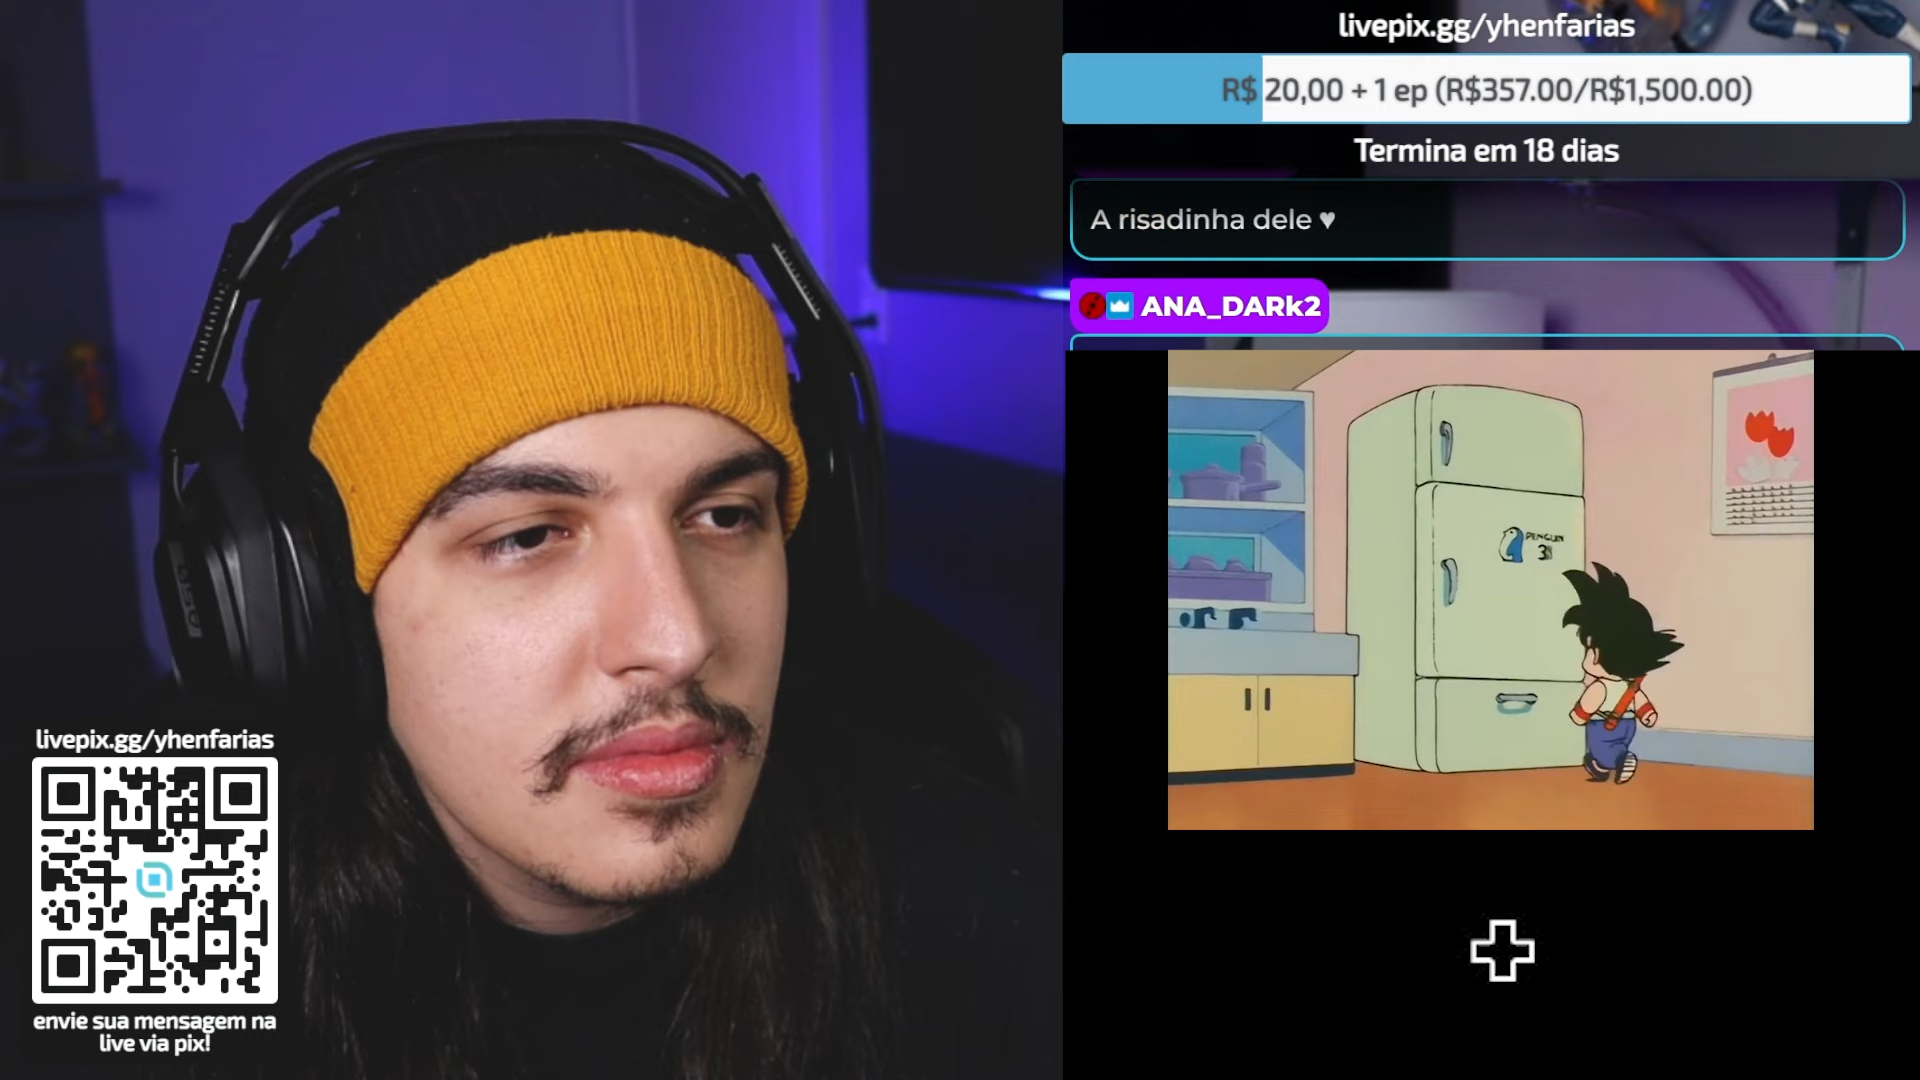 livepix.gg/yhenfarias
R$ 20,00 + 1 ep (R$357.00/R$1,500.00)
Termina em 18 dias
A risadinha dele ♥
ANA_DARk2
PENGUIN
livepix.gg/yhenfarias
envie sua mensagem na
live via pix!